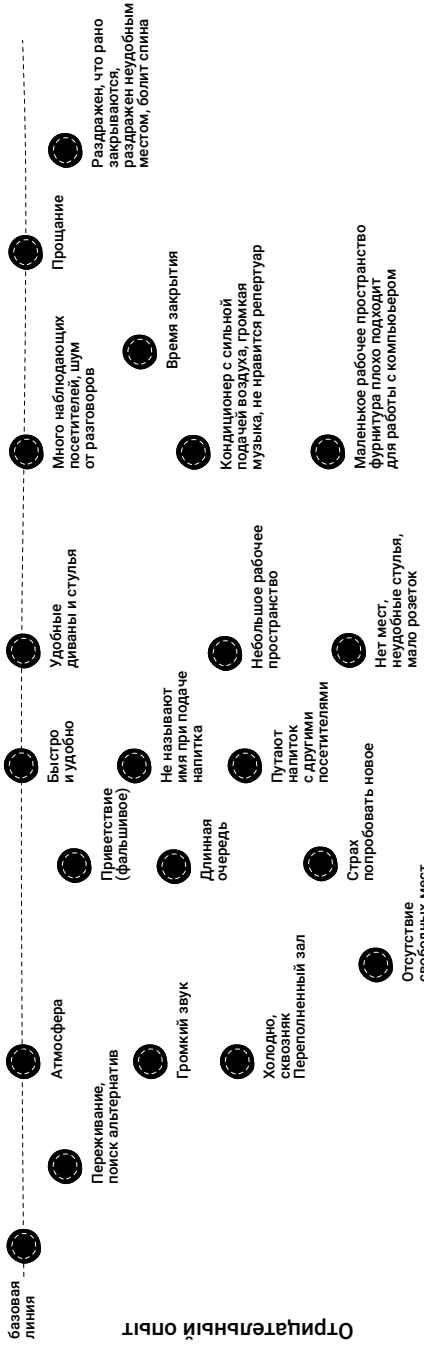 базовая
линия
Отрицательный опыт
Переживание,
поиск альтернатив
Атмосфера
Громкий звук
Холодно,
сквозняк
Переполненный зал
Отсутствие
свободных мест
Приветствие
(фальшивое)
Длинная
очередь
Страх
попробовать новое
Быстро
и удобно
Не называют
имя при подаче
напитка
Путают
напиток
с другими
посетителями
Удобные
диваны и стулья
Небольшое рабочее
пространство
Нет мест,
неудобные стулья,
мало розеток
Много наблюдающих
посетителей, шум
от разговоров
Кондиционер с сильной
подачей воздуха, громкая
музыка, не нравится репертуар
Маленькое рабочее пространство
фурнитура плохо подходит
для работы с компюьером
Время закрытия
Прощание
Раздражен, что рано
закрываются,
раздражен неудобным
местом, болит спина